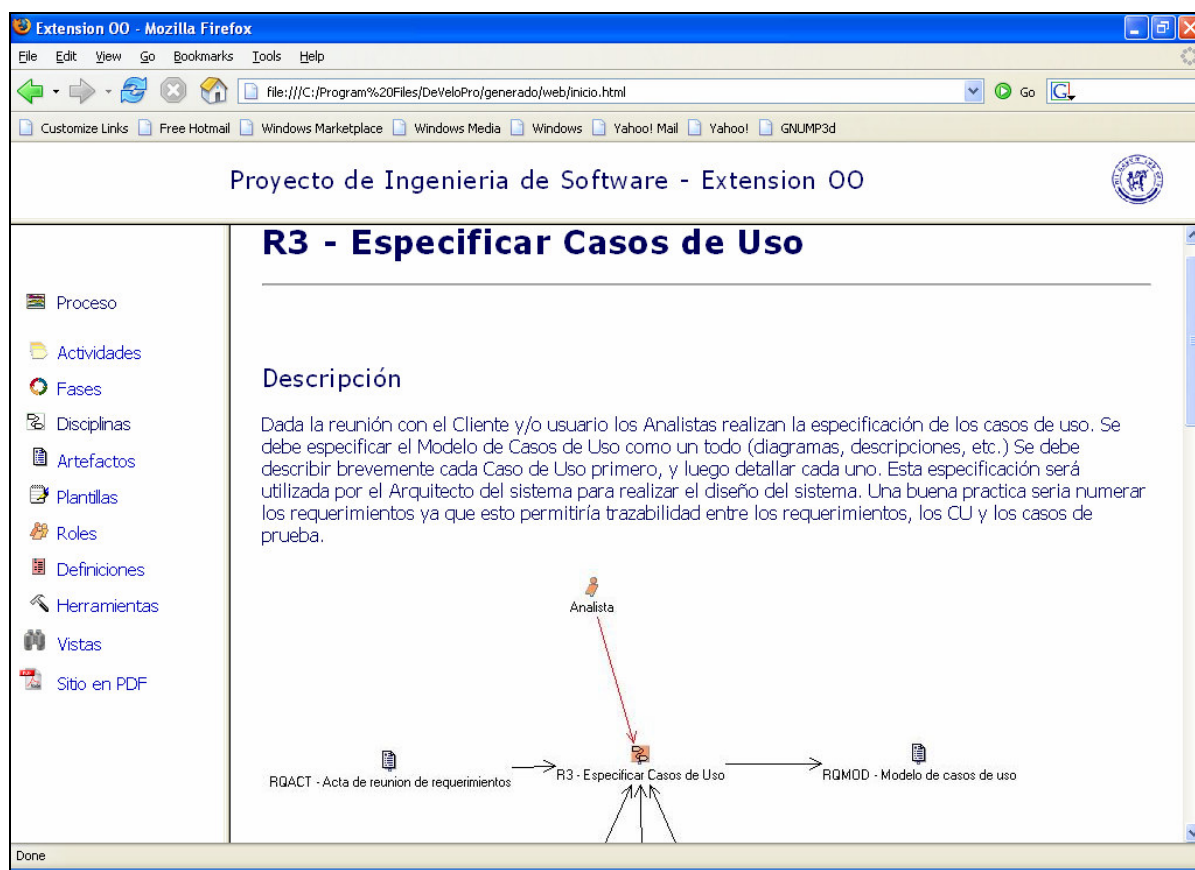 Extension OO - Mozilla Firefox
File Edit View Go Bookmarks Tools Help
file:///C:/Program%20Files/DeVeloPro/generado/web/inicio.html Go G
Customize Links Free Hotmail Windows Marketplace Windows Media Windows Yahoo! Mail Yahoo! GNUMP3d
Proyecto de Ingenieria de Software - Extension OO
Proceso
Actividades
Fases
Disciplinas
Artefactos
Plantillas
Roles
Definiciones
Herramientas
Vistas
Sitio en PDF
R3 - Especificar Casos de Uso
Descripción
Dada la reunión con el Cliente y/o usuario los Analistas realizan la especificación de los casos de uso. Se
debe especificar el Modelo de Casos de Uso como un todo (diagramas, descripciones, etc.) Se debe
describir brevemente cada Caso de Uso primero, y luego detallar cada uno. Esta especificación será
utilizada por el Arquitecto del sistema para realizar el diseño del sistema. Una buena practica seria numerar
los requerimientos ya que esto permitiría trazabilidad entre los requerimientos, los CU y los casos de
prueba.
Analista
RQACT - Acta de reunion de requerimientos
R3 - Especificar Casos de Uso
RQMOD - Modelo de casos de uso
Done